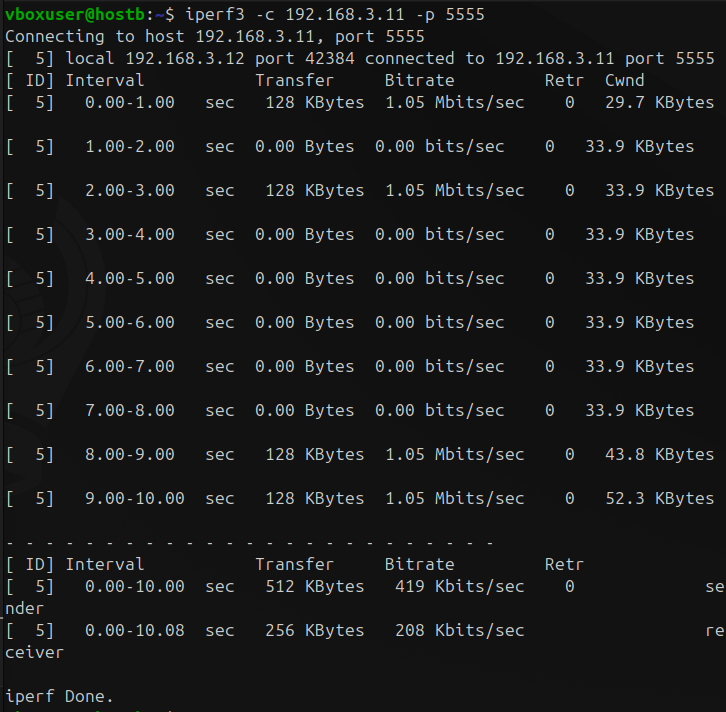 vboxuser@hostb:~$ iperf3 -c 192.168.3.11 -p 5555
Connecting to host 192.168.3.11, port 5555
[  5] local 192.168.3.12 port 42384 connected to 192.168.3.11 port 5555
[ ID] Interval           Transfer     Bitrate         Retr  Cwnd
[  5]   0.00-1.00   sec   128 KBytes  1.05 Mbits/sec    0   29.7 KBytes
[  5]   1.00-2.00   sec  0.00 Bytes  0.00 bits/sec    0   33.9 KBytes
[  5]   2.00-3.00   sec   128 KBytes  1.05 Mbits/sec    0   33.9 KBytes
[  5]   3.00-4.00   sec  0.00 Bytes  0.00 bits/sec    0   33.9 KBytes
[  5]   4.00-5.00   sec  0.00 Bytes  0.00 bits/sec    0   33.9 KBytes
[  5]   5.00-6.00   sec  0.00 Bytes  0.00 bits/sec    0   33.9 KBytes
[  5]   6.00-7.00   sec  0.00 Bytes  0.00 bits/sec    0   33.9 KBytes
[  5]   7.00-8.00   sec  0.00 Bytes  0.00 bits/sec    0   33.9 KBytes
[  5]   8.00-9.00   sec   128 KBytes  1.05 Mbits/sec    0   43.8 KBytes
[  5]   9.00-10.00  sec   128 KBytes  1.05 Mbits/sec    0   52.3 KBytes
- - - - - - - - - - - - - - - - - - - - - - - - -
[ ID] Interval           Transfer     Bitrate         Retr
[  5]   0.00-10.00  sec   512 KBytes   419 Kbits/sec    0             se
nder
[  5]   0.00-10.08  sec   256 KBytes   208 Kbits/sec                  re
ceiver
iperf Done.